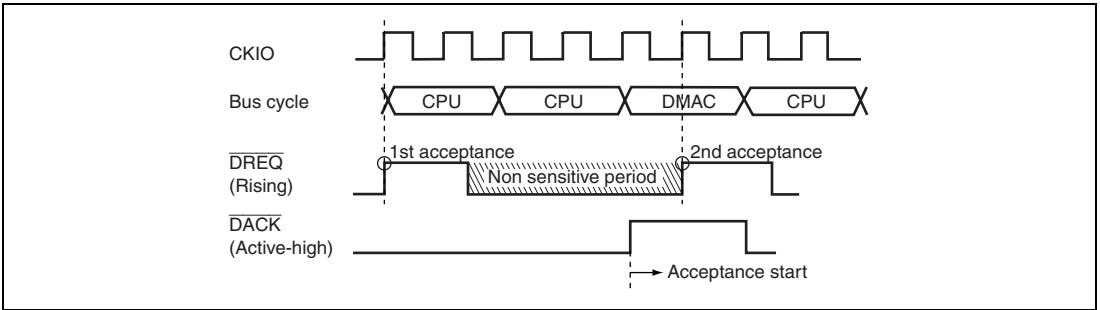 CKIO
Bus cycle CPU CPU DMAC CPU
DREQ 1st acceptance 2nd acceptance
(Rising) Non sensitive period
DACK
(Active-high)
Acceptance start